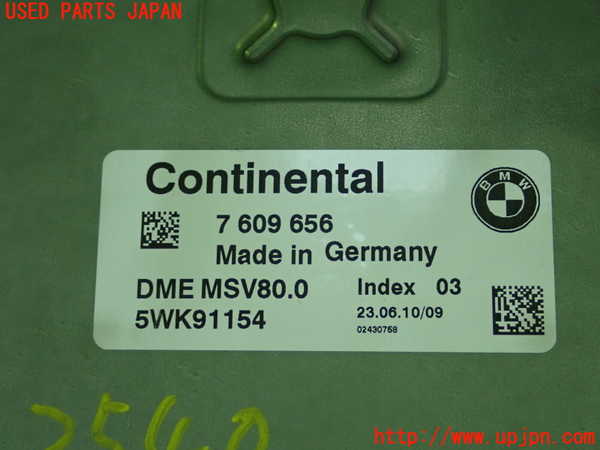 USED PARTS JAPAN
Continental
BMW
7 609 656
Made in Germany
DME MSV80.0 Index 03
5WK91154 23.06.10/09
02430758
2540
http://www.upjpn.com/